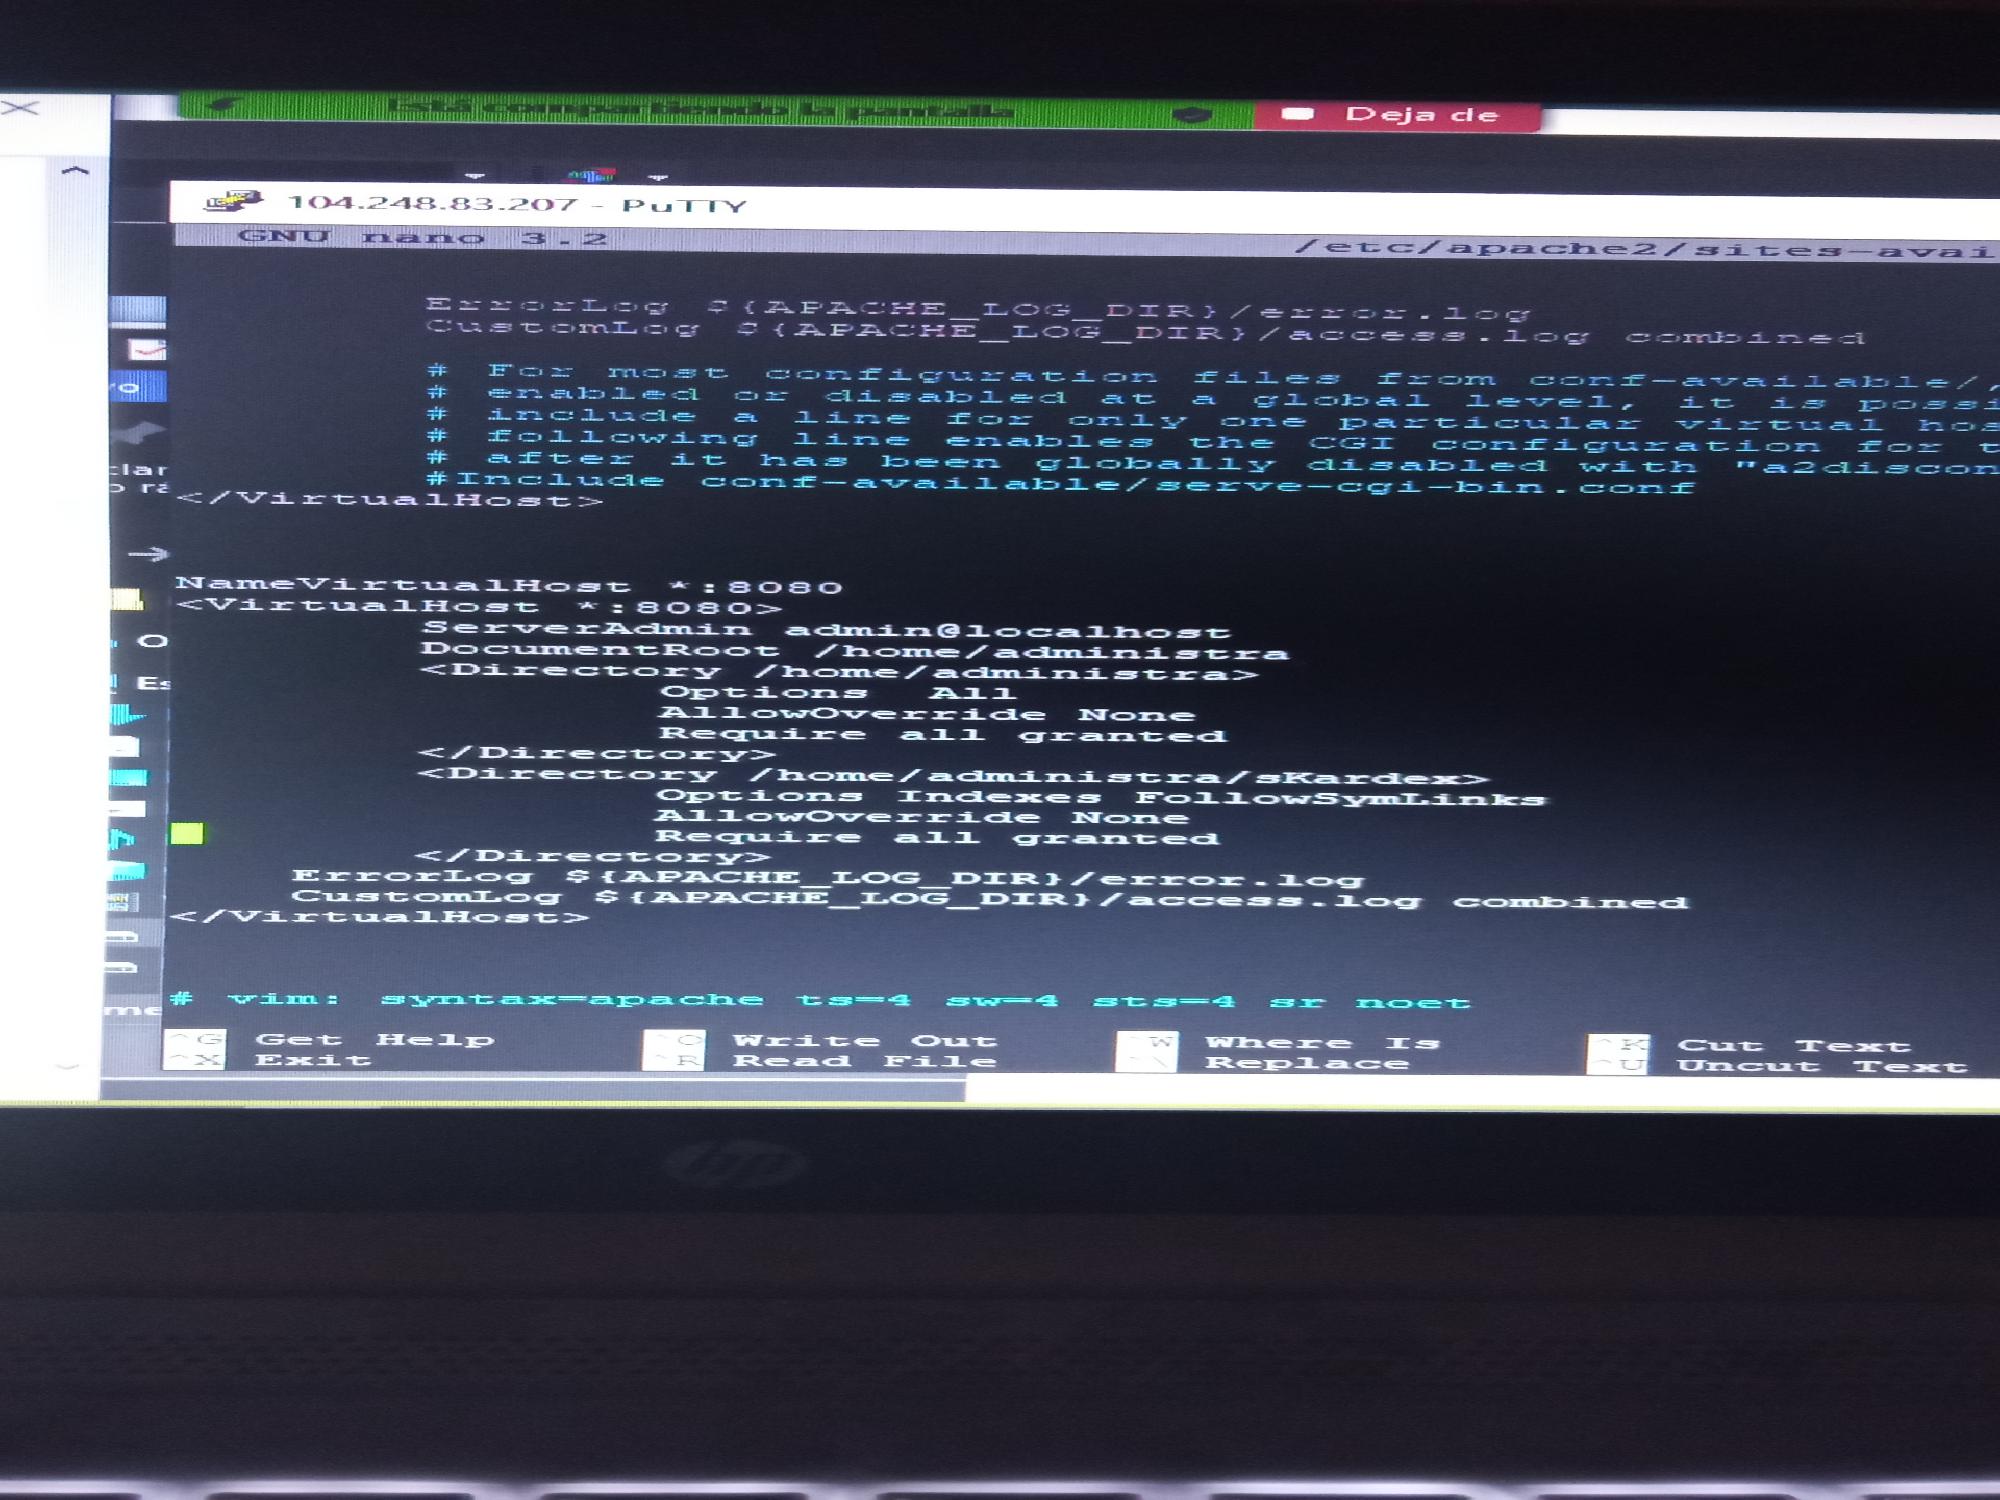 Está compartiendo la pantalla
Deja de
104.248.83.207 - PuTTY
GNU nano 3.2 /etc/apache2/sites-avai
ErrorLog ${APACHE_LOG_DIR}/error.log
CustomLog ${APACHE_LOG_DIR}/access.log combined
# For most configuration files from conf-available/,
# enabled or disabled at a global level, it is possi
# include a line for only one particular virtual hos
# following line enables the CGI configuration for t
# after it has been globally disabled with "a2discon
#Include conf-available/serve-cgi-bin.conf
</VirtualHost>
NameVirtualHost *:8080
<VirtualHost *:8080>
ServerAdmin admin@localhost
DocumentRoot /home/administra
<Directory /home/administra>
Options All
AllowOverride None
Require all granted
</Directory>
<Directory /home/administra/sKardex>
Options Indexes FollowSymLinks
AllowOverride None
Require all granted
</Directory>
ErrorLog ${APACHE_LOG_DIR}/error.log
CustomLog ${APACHE_LOG_DIR}/access.log combined
</VirtualHost>
# vim: syntax=apache ts=4 sw=4 sts=4 sr noet
^G Get Help ^O Write Out ^W Where Is ^K Cut Text
^X Exit ^R Read File ^\ Replace ^U Uncut Text
hp